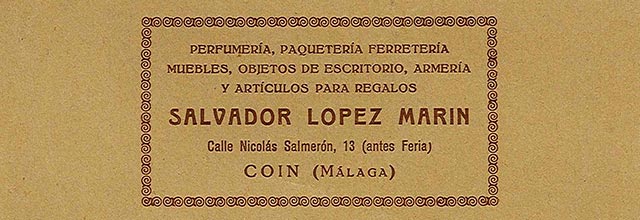 PERFUMERÍA, PAQUETERÍA FERRETERÍA
MUEBLES, OBJETOS DE ESCRITORIO, ARMERÍA
Y ARTÍCULOS PARA REGALOS
SALVADOR LOPEZ MARIN
Calle Nicolás Salmerón, 13 (antes Feria)
COIN (MÁLAGA)